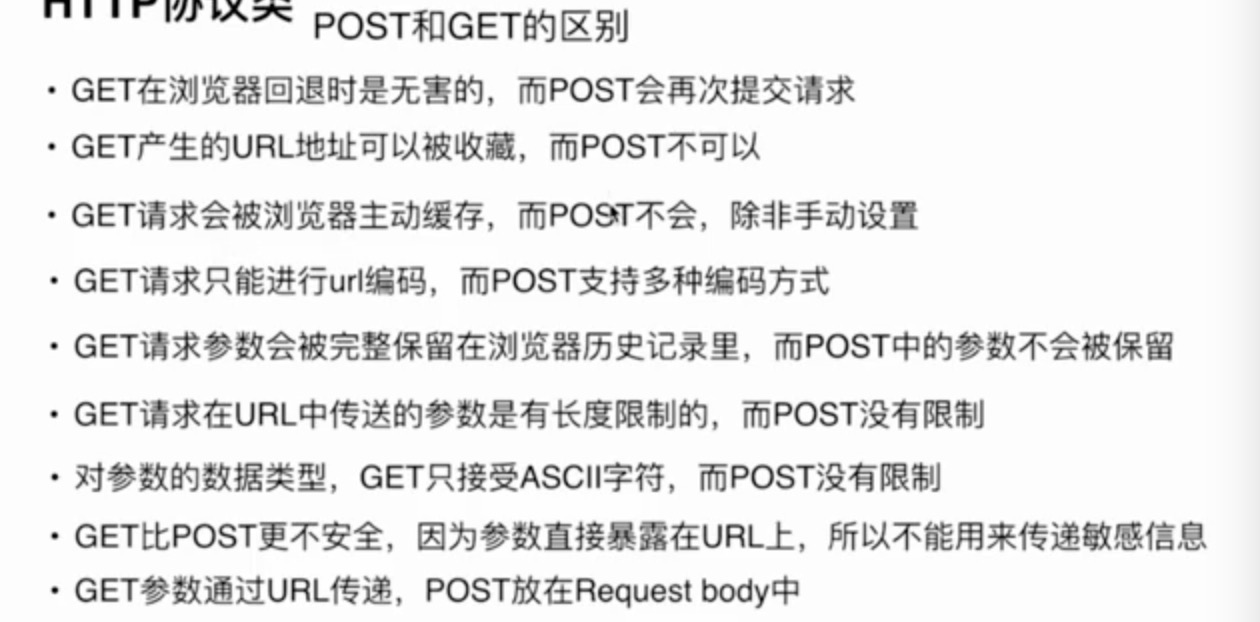 HTTP协议类
POST和GET的区别
• GET在浏览器回退时是无害的，而POST会再次提交请求
• GET产生的URL地址可以被收藏，而POST不可以
• GET请求会被浏览器主动缓存，而POST不会，除非手动设置
• GET请求只能进行url编码，而POST支持多种编码方式
• GET请求参数会被完整保留在浏览器历史记录里，而POST中的参数不会被保留
• GET请求在URL中传送的参数是有长度限制的，而POST没有限制
• 对参数的数据类型，GET只接受ASCII字符，而POST没有限制
• GET比POST更不安全，因为参数直接暴露在URL上，所以不能用来传递敏感信息
• GET参数通过URL传递，POST放在Request body中